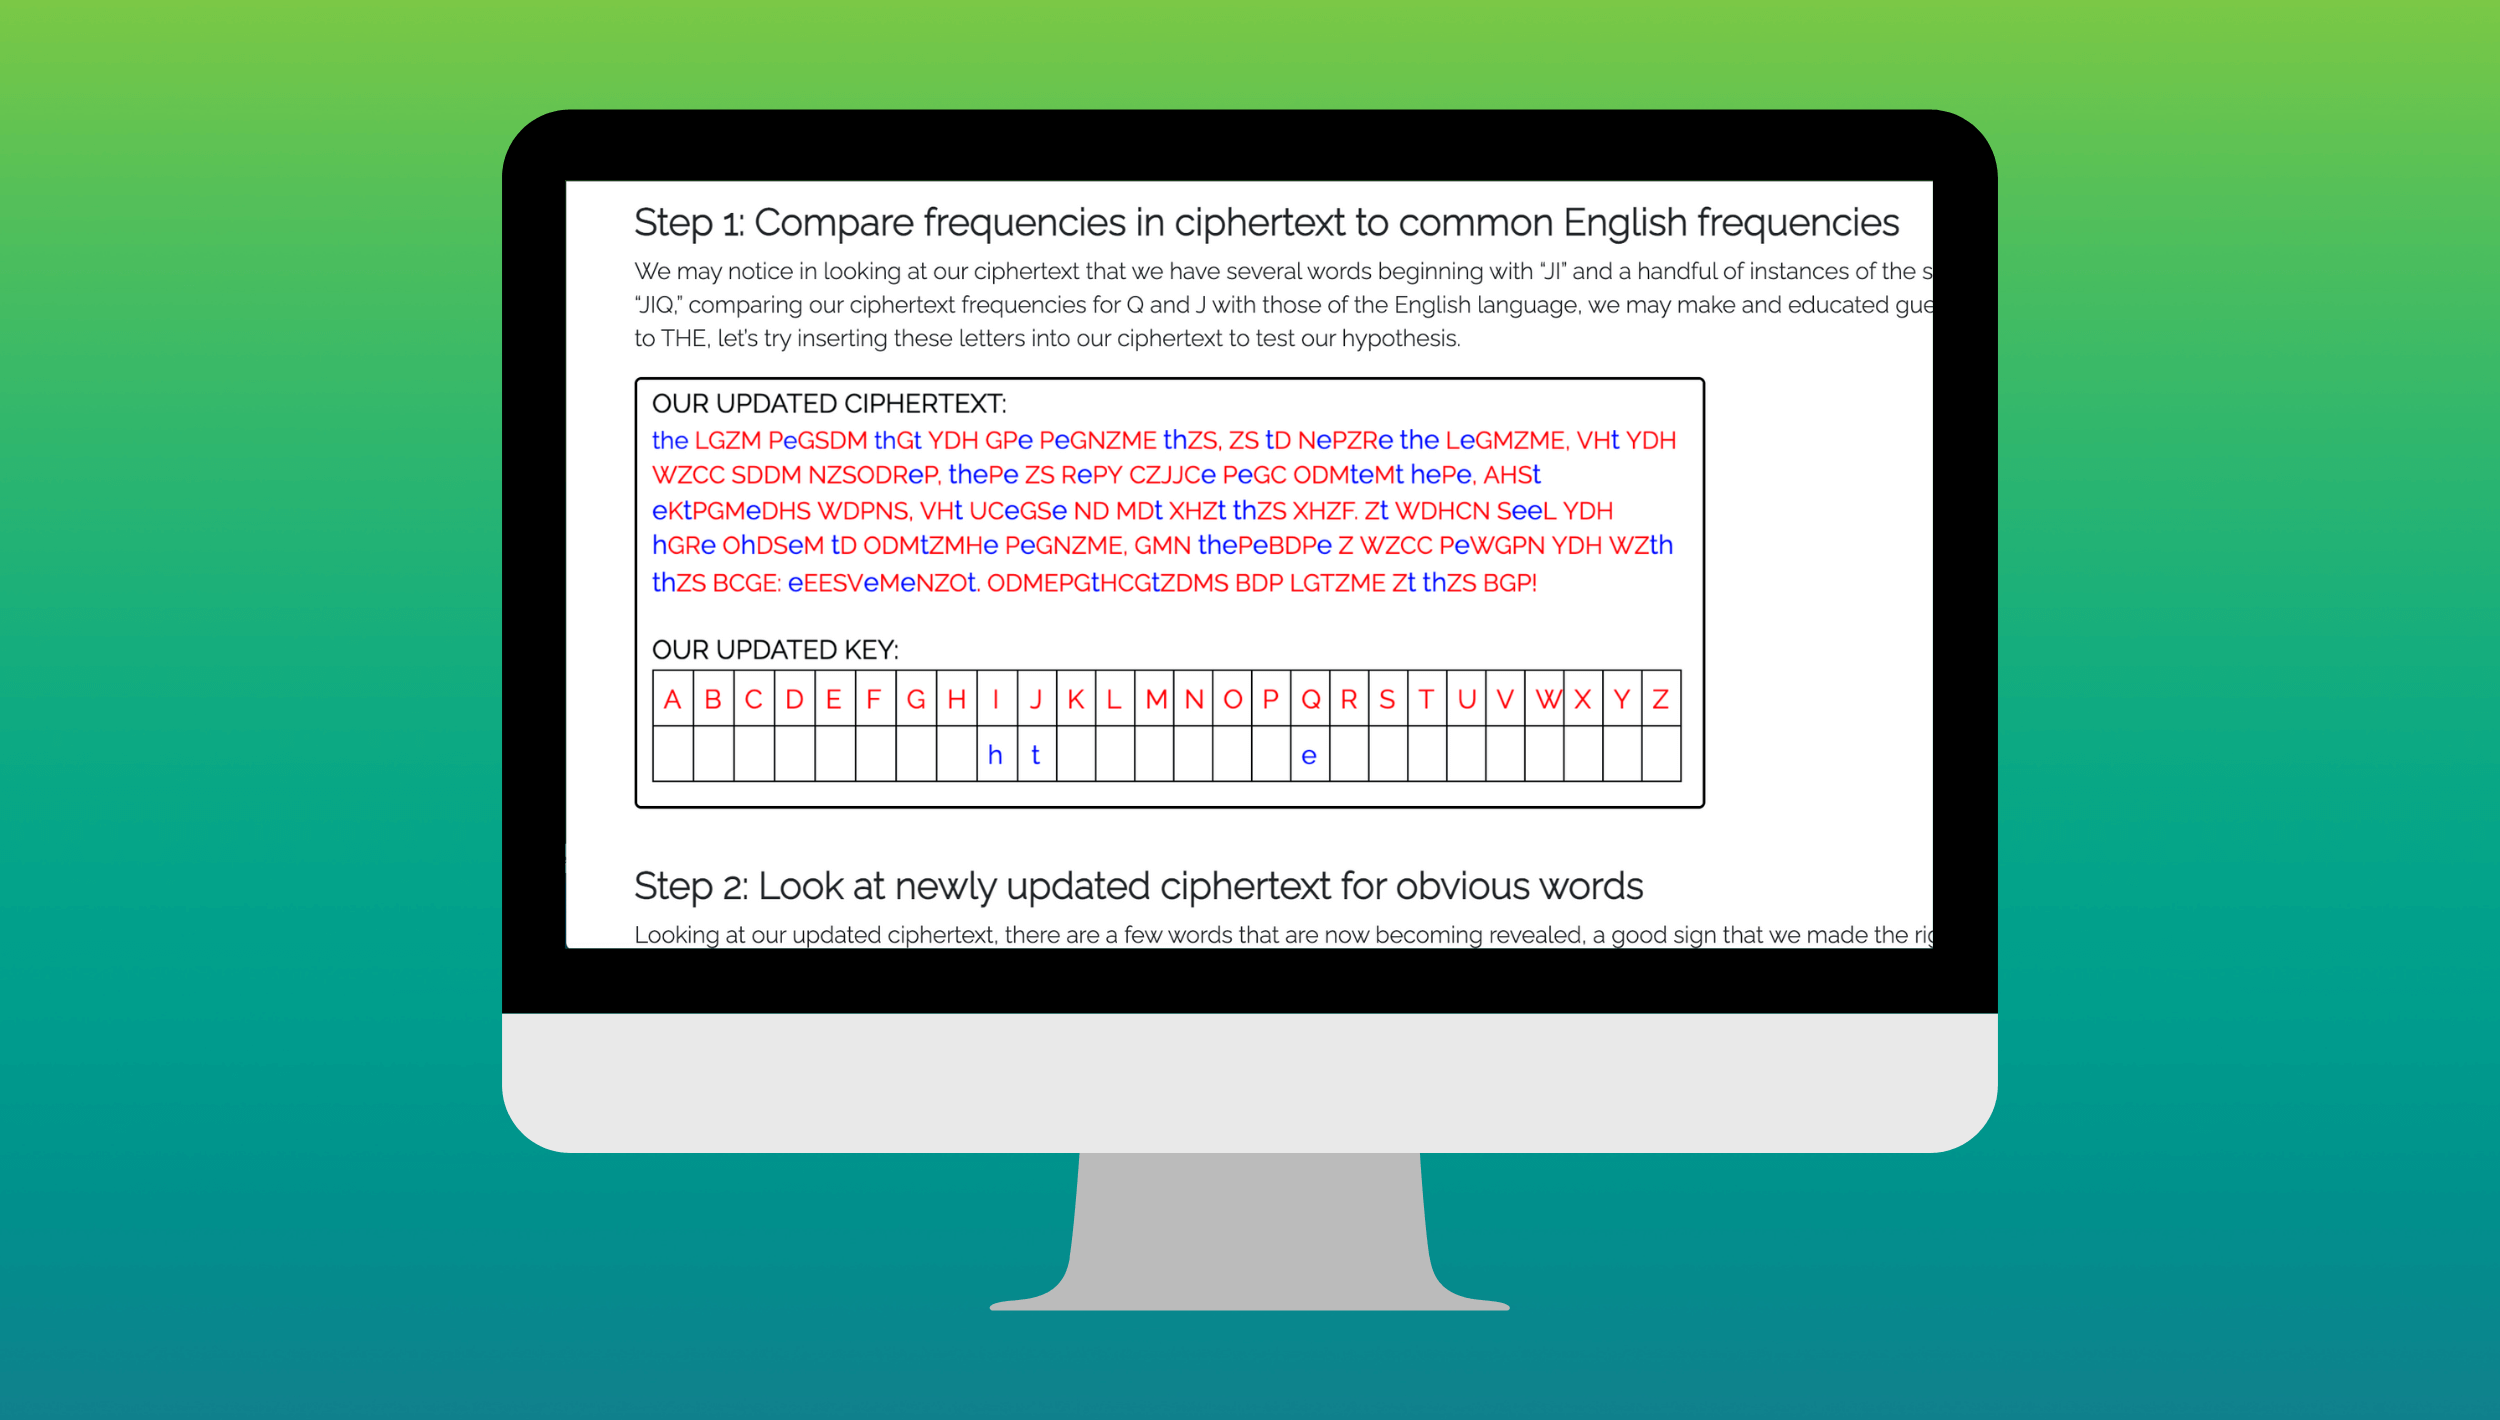 Step 1: Compare frequencies in ciphertext to common English frequencies
We may notice in looking at our ciphertext that we have several words beginning with “JI” and a handful of instances of the s
“JIQ,” comparing our ciphertext frequencies for Q and J with those of the English language, we may make and educated gue
to THE, let’s try inserting these letters into our ciphertext to test our hypothesis.
OUR UPDATED CIPHERTEXT:
the LGZM PeGSDM thGt YDH GPe PeGNZME thZS, ZS tD NePZRe the LeGMZME, VHt YDH
WZCC SDDM NZSODReP, thePe ZS RePY CZJJCe PeGC ODMteMt hePe, AHSt
eKtPGMeDHS WDPNS, VHt UCeGSe ND MDt XHZt thZS XHZF. Zt WDHCN SeeL YDH
hGRe OhDSeM tD ODMtZMHe PeGNZME, GMN thePeBDPe Z WZCC PeWGPN YDH WZth
thZS BCGE: eEESVeMeNZOt. ODMEPGtHCGtZDMS BDP LGTZME Zt thZS BGP!
OUR UPDATED KEY:
A B C D E F G H I J K L M N O P Q R S T U V W X Y Z
h t e
Step 2: Look at newly updated ciphertext for obvious words
Looking at our updated ciphertext, there are a few words that are now becoming revealed, a good sign that we made the rig